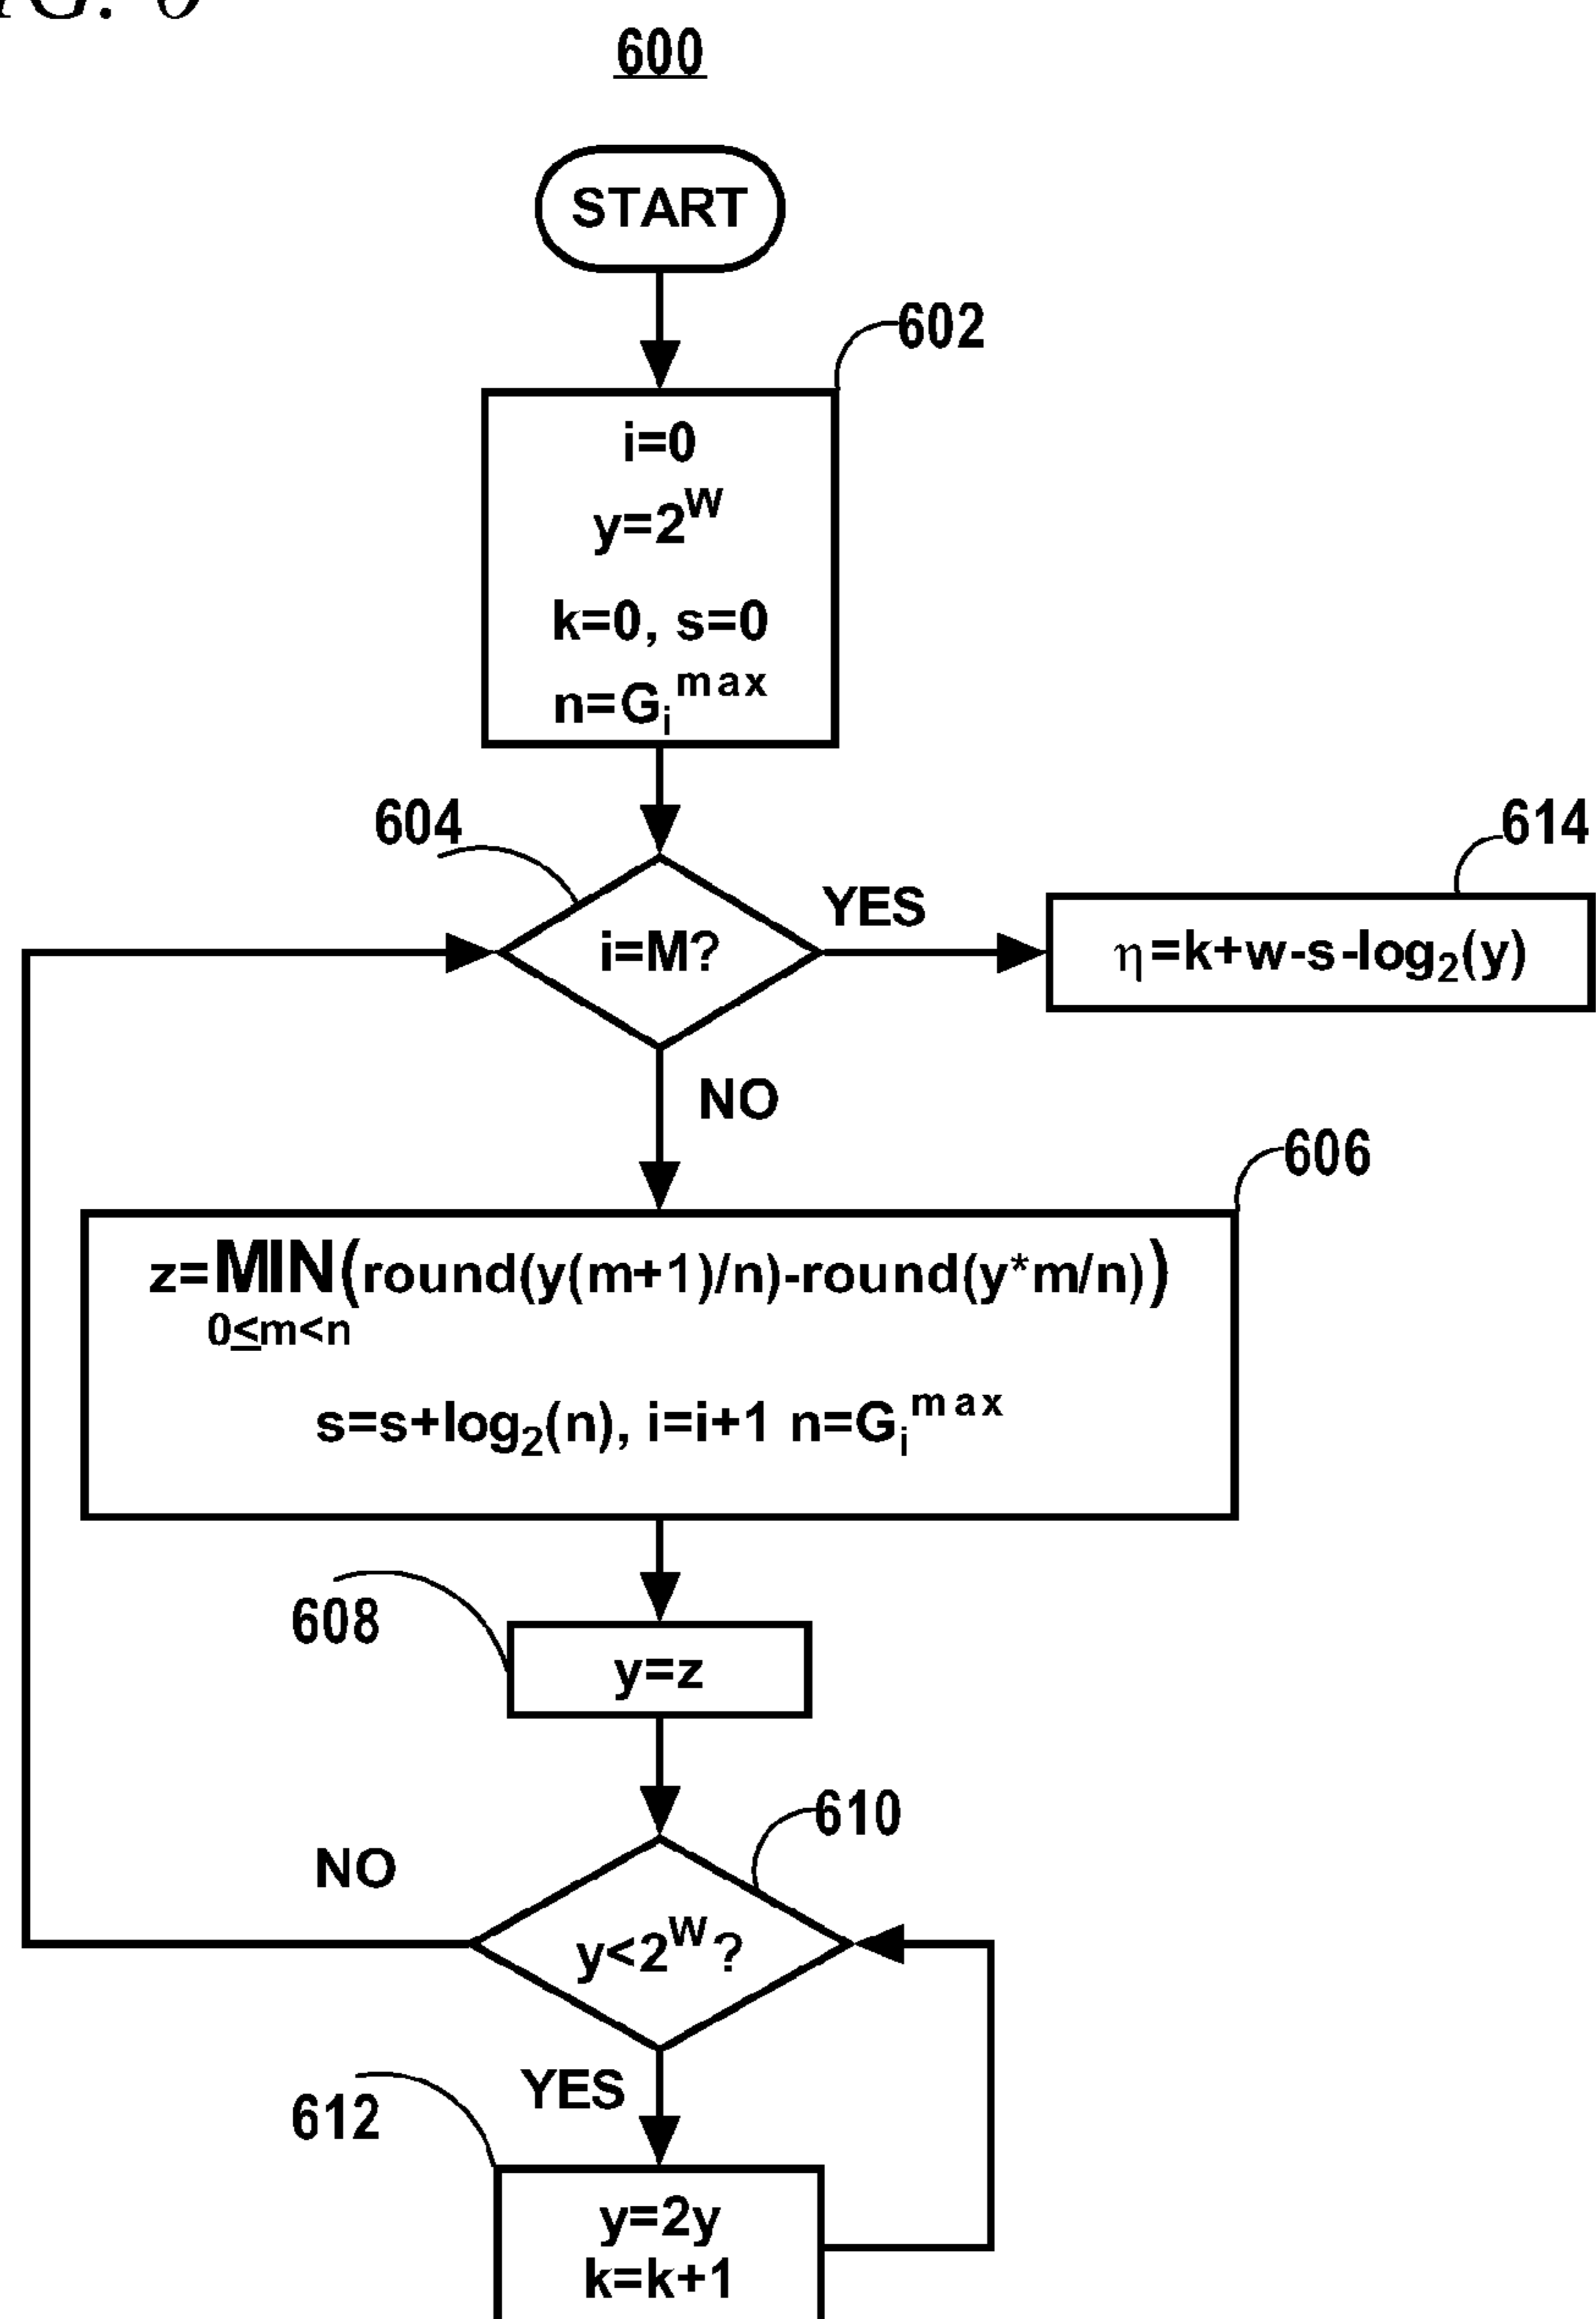 600
START
602
i=0
y=2^W
k=0, s=0
n=G_i^max
604
614
YES
i=M?
η=k+w-s-log₂(y)
NO
606
z=MIN(round(y(m+1)/n)-round(y*m/n))
0≤m<n
s=s+log₂(n), i=i+1 n=G_i^max
608
y=z
610
NO
y<2^W?
YES
612
y=2y
k=k+1